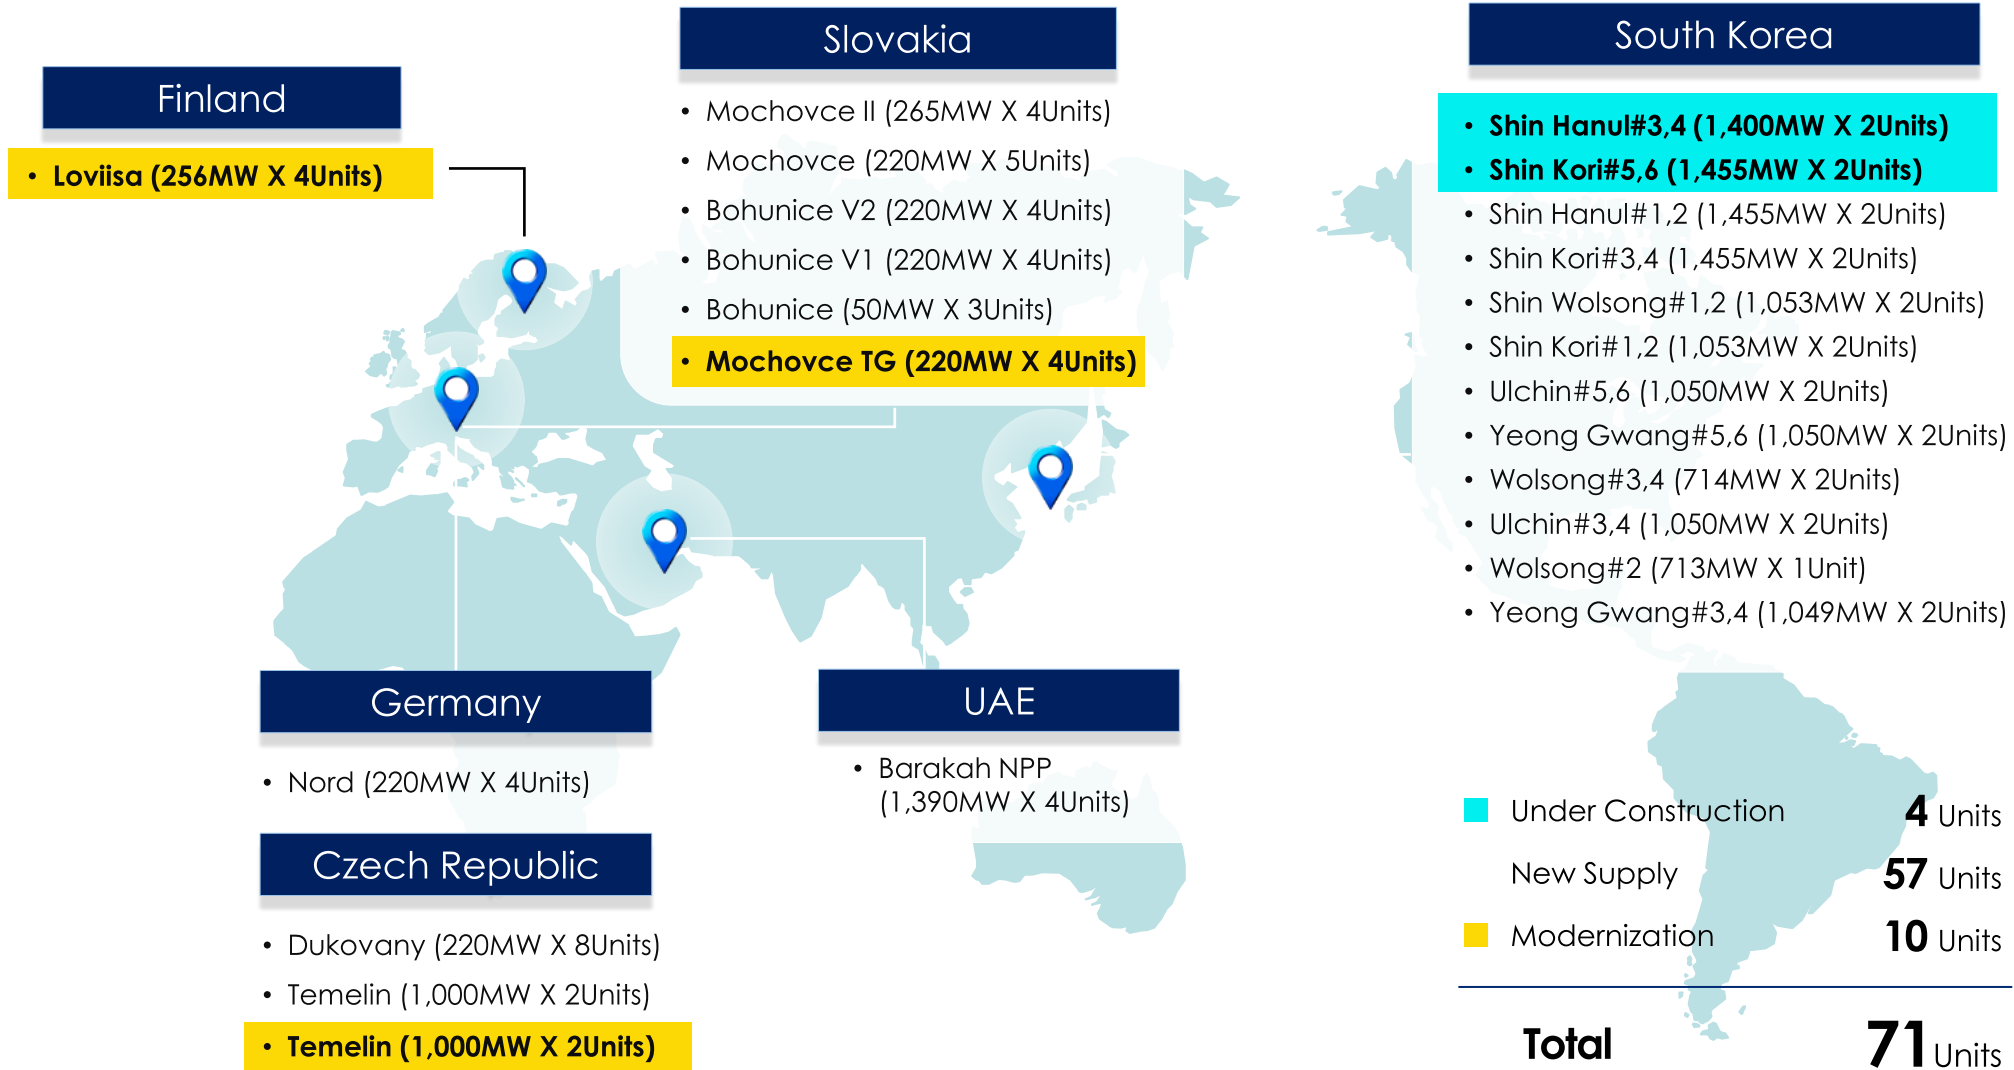 Finland
• Loviisa (256MW X 4Units)
Slovakia
• Mochovce II (265MW X 4Units)
• Mochovce (220MW X 5Units)
• Bohunice V2 (220MW X 4Units)
• Bohunice V1 (220MW X 4Units)
• Bohunice (50MW X 3Units)
• Mochovce TG (220MW X 4Units)
South Korea
• Shin Hanul#3,4 (1,400MW X 2Units)
• Shin Kori#5,6 (1,455MW X 2Units)
• Shin Hanul#1,2 (1,455MW X 2Units)
• Shin Kori#3,4 (1,455MW X 2Units)
• Shin Wolsong#1,2 (1,053MW X 2Units)
• Shin Kori#1,2 (1,053MW X 2Units)
• Ulchin#5,6 (1,050MW X 2Units)
• Yeong Gwang#5,6 (1,050MW X 2Units)
• Wolsong#3,4 (714MW X 2Units)
• Ulchin#3,4 (1,050MW X 2Units)
• Wolsong#2 (713MW X 1Unit)
• Yeong Gwang#3,4 (1,049MW X 2Units)
Germany
• Nord (220MW X 4Units)
Czech Republic
• Dukovany (220MW X 8Units)
• Temelin (1,000MW X 2Units)
• Temelin (1,000MW X 2Units)
UAE
• Barakah NPP
(1,390MW X 4Units)
Under Construction 4 Units
New Supply 57 Units
Modernization 10 Units
Total 71 Units